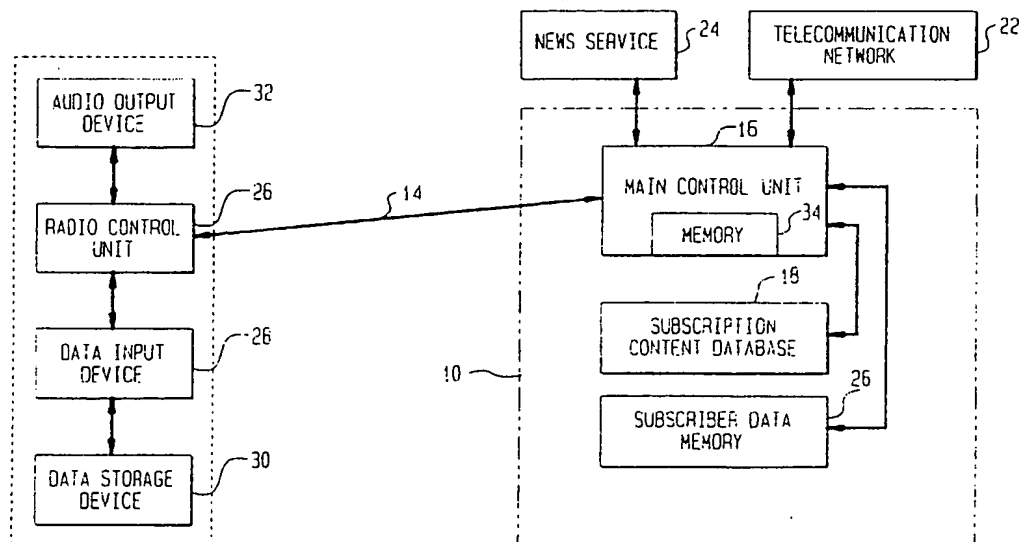 AUDIO OUTPUT
DEVICE
32
RADIO CONTROL
UNIT
26
DATA INPUT
DEVICE
28
DATA STORAGE
DEVICE
30
14
NEWS SERVICE
24
TELECOMMUNICATION
NETWORK
22
16
MAIN CONTROL UNIT
MEMORY
34
18
SUBSCRIPTION
CONTENT DATABASE
10
SUBSCRIBER DATA
MEMORY
26